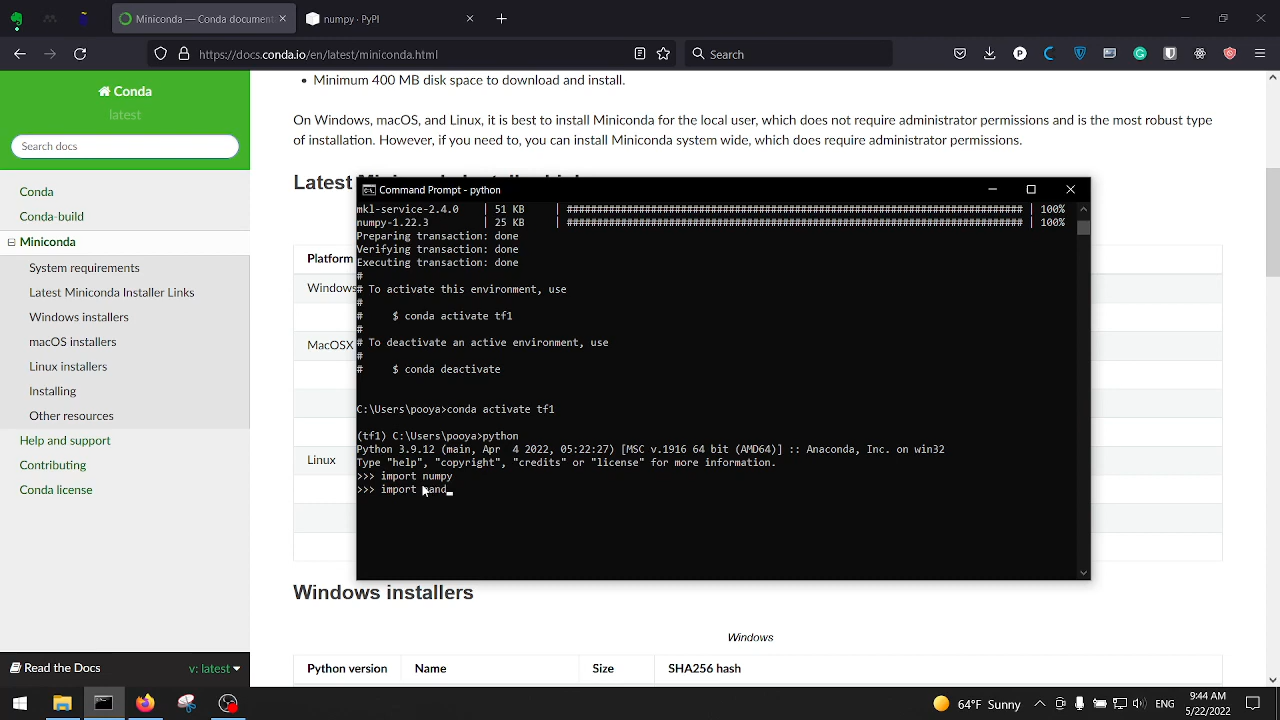 Miniconda — Conda document
numpy · PyPI
https://docs.conda.io/en/latest/miniconda.html
Search
Conda
latest
Search docs
Conda
Conda-build
Miniconda
System requirements
Latest Miniconda Installer Links
Windows installers
macOS installers
Linux installers
Installing
Other resources
Help and support
Contributing
Conda license
Read the Docs
v: latest
• Minimum 400 MB disk space to download and install.
On Windows, macOS, and Linux, it is best to install Miniconda for the local user, which does not require administrator permissions and is the most robust type
of installation. However, if you need to, you can install Miniconda system wide, which does require administrator permissions.
Latest
Platform
Windows
MacOSX
Linux
Command Prompt - python
mkl-service-2.4.0 | 51 KB | ############################################################################ | 100%
numpy-1.22.3 | 25 KB | ############################################################################ | 100%
Preparing transaction: done
Verifying transaction: done
Executing transaction: done
#
# To activate this environment, use
#
# $ conda activate tf1
#
# To deactivate an active environment, use
#
# $ conda deactivate
C:\Users\pooya>conda activate tf1
(tf1) C:\Users\pooya>python
Python 3.9.12 (main, Apr 4 2022, 05:22:27) [MSC v.1916 64 bit (AMD64)] :: Anaconda, Inc. on win32
Type "help", "copyright", "credits" or "license" for more information.
>>> import numpy
>>> import pand_
Windows installers
Windows
Python version
Name
Size
SHA256 hash
64°F Sunny
ENG
9:44 AM
5/22/2022